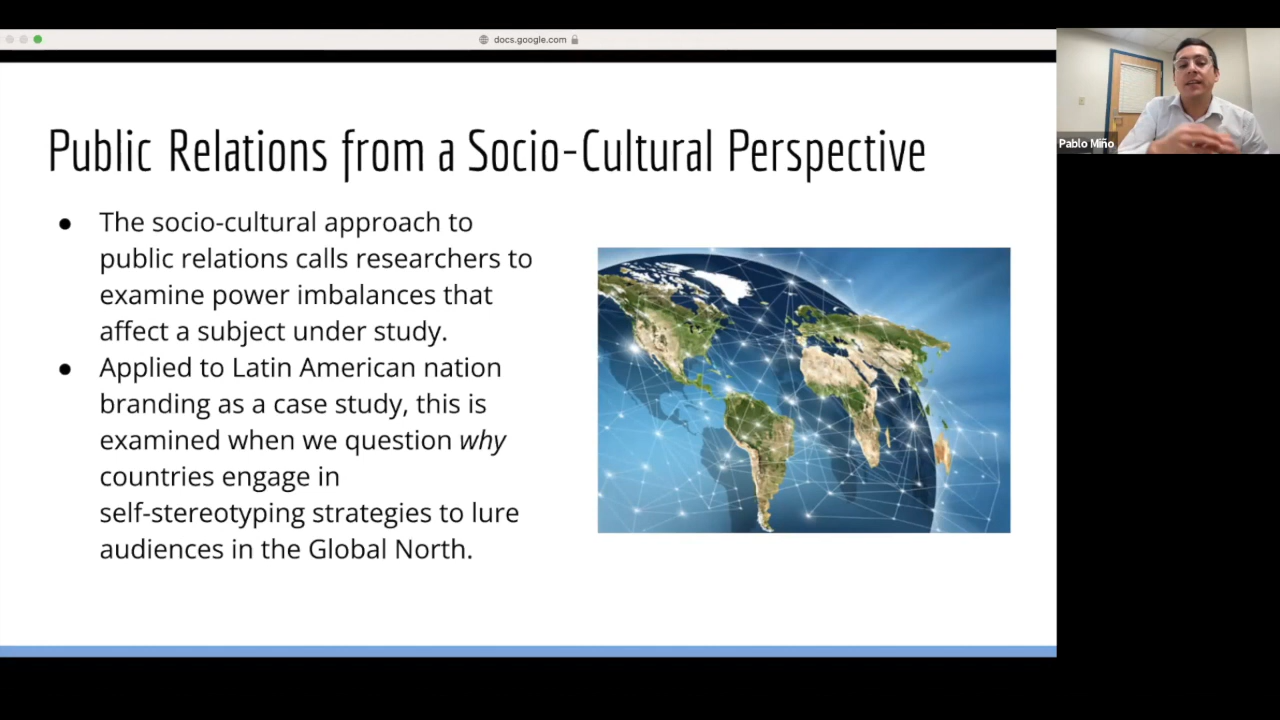 docs.google.com
Public Relations from a Socio-Cultural Perspective
● The socio-cultural approach to
public relations calls researchers to
examine power imbalances that
affect a subject under study.
● Applied to Latin American nation
branding as a case study, this is
examined when we question why
countries engage in
self-stereotyping strategies to lure
audiences in the Global North.
Pablo Miño